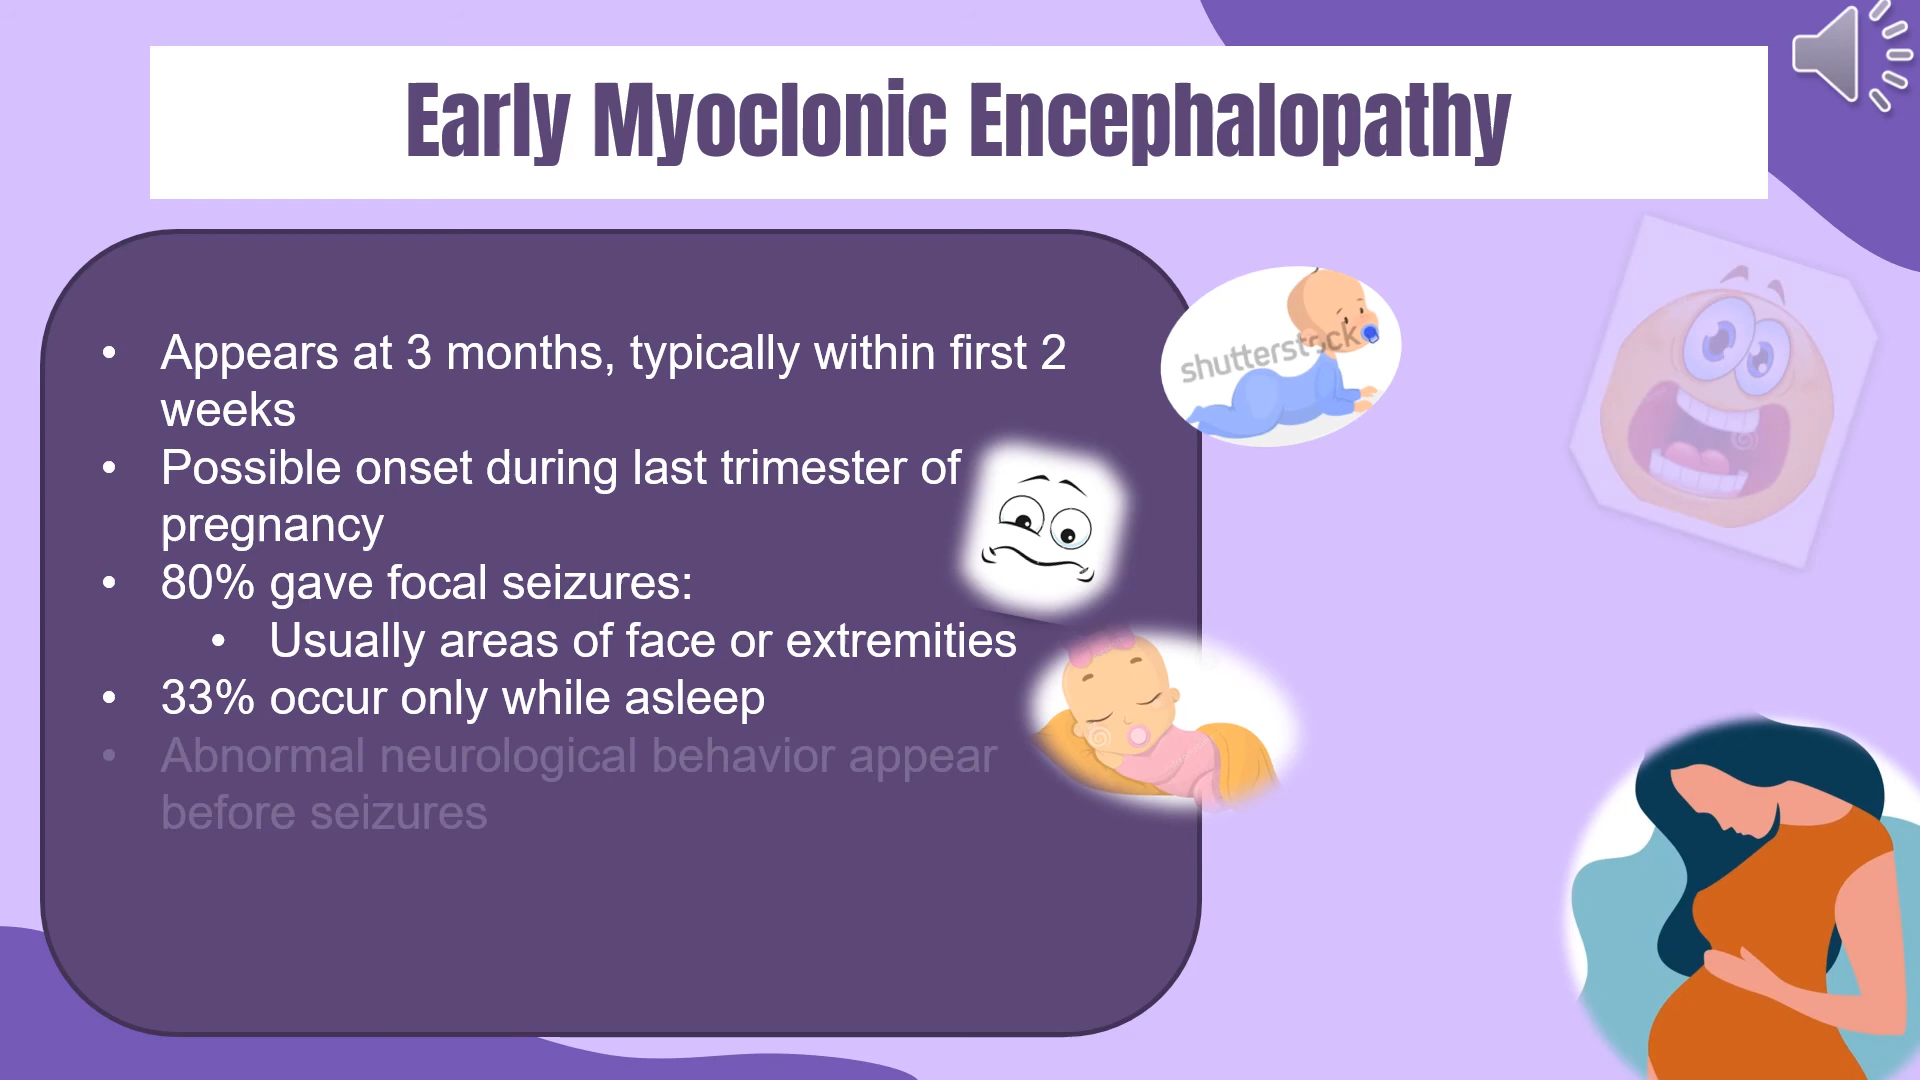 Early Myoclonic Encephalopathy
• Appears at 3 months, typically within first 2
weeks
• Possible onset during last trimester of
pregnancy
• 80% gave focal seizures:
• Usually areas of face or extremities
• 33% occur only while asleep
• Abnormal neurological behavior appear
before seizures
shutterstock